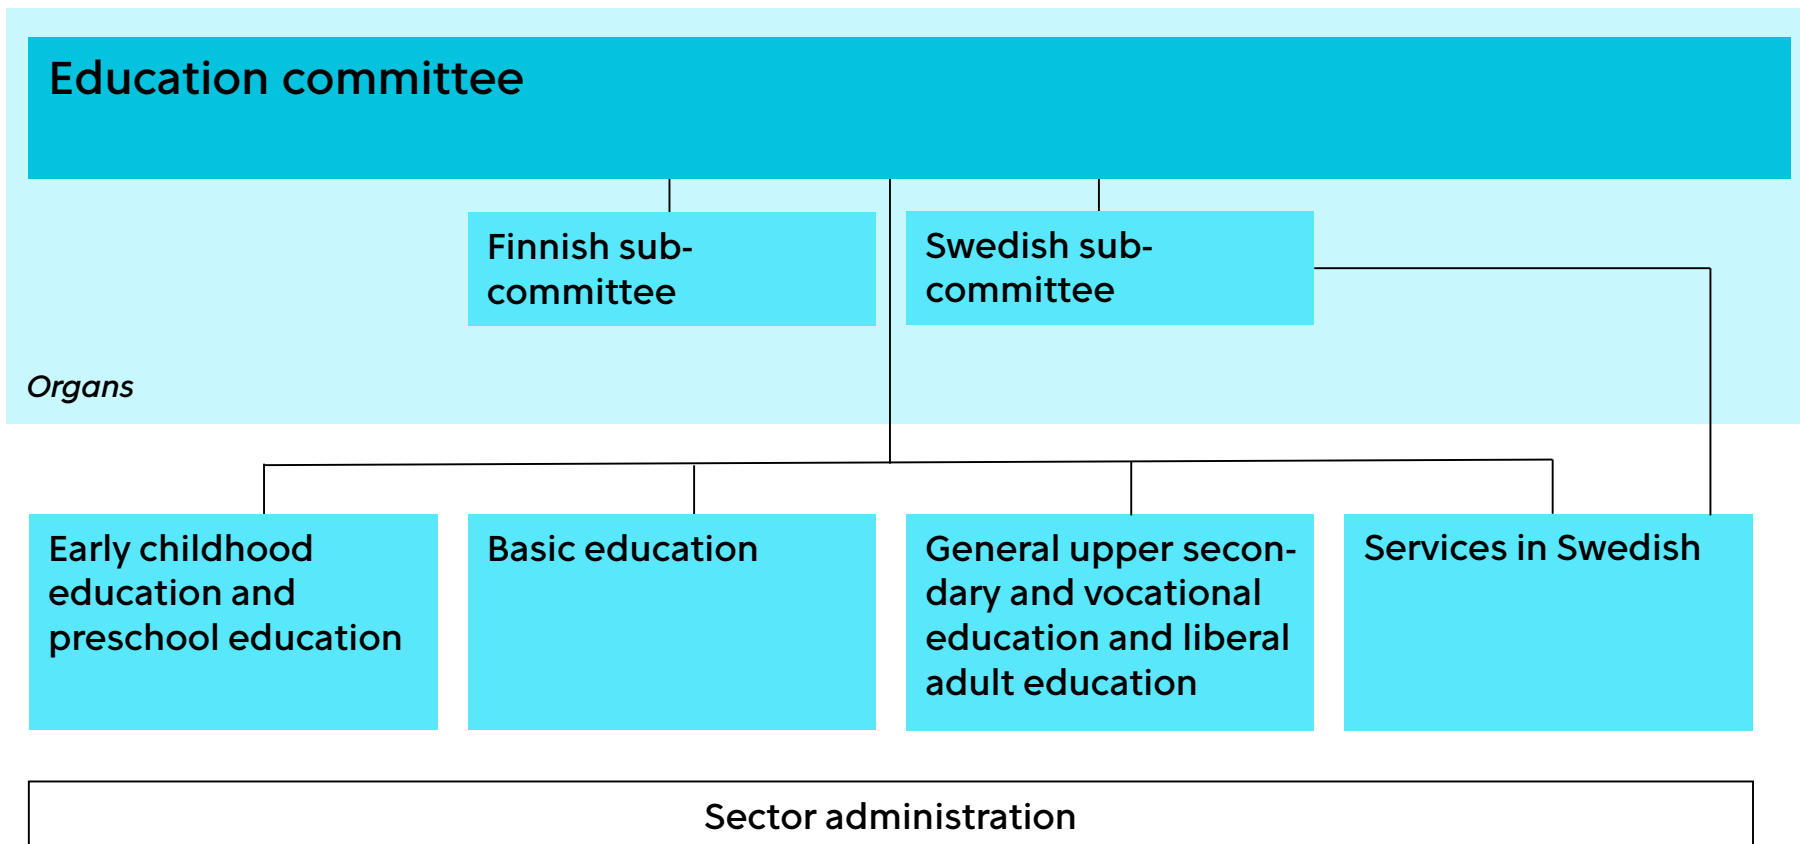 Education committee
Finnish sub-
committee
Swedish sub-
committee
Organs
Early childhood
education and
preschool education
Basic education
General upper secon-
dary and vocational
education and liberal
adult education
Services in Swedish
Sector administration